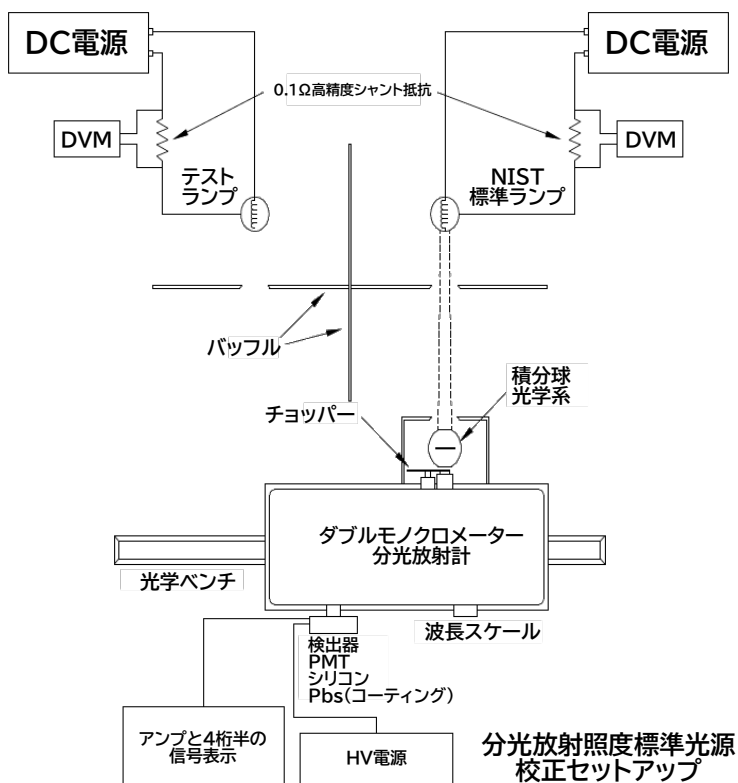 DC電源
DC電源
0.1Ω高精度シャント抵抗
DVM
DVM
テスト
ランプ
NIST
標準ランプ
バッフル
積分球
光学系
チョッパー
ダブルモノクロメーター
分光放射計
光学ベンチ
波長スケール
検出器
PMT
シリコン
Pbs(コーティング)
アンプと4桁半の
信号表示
HV電源
分光放射照度標準光源
校正セットアップ